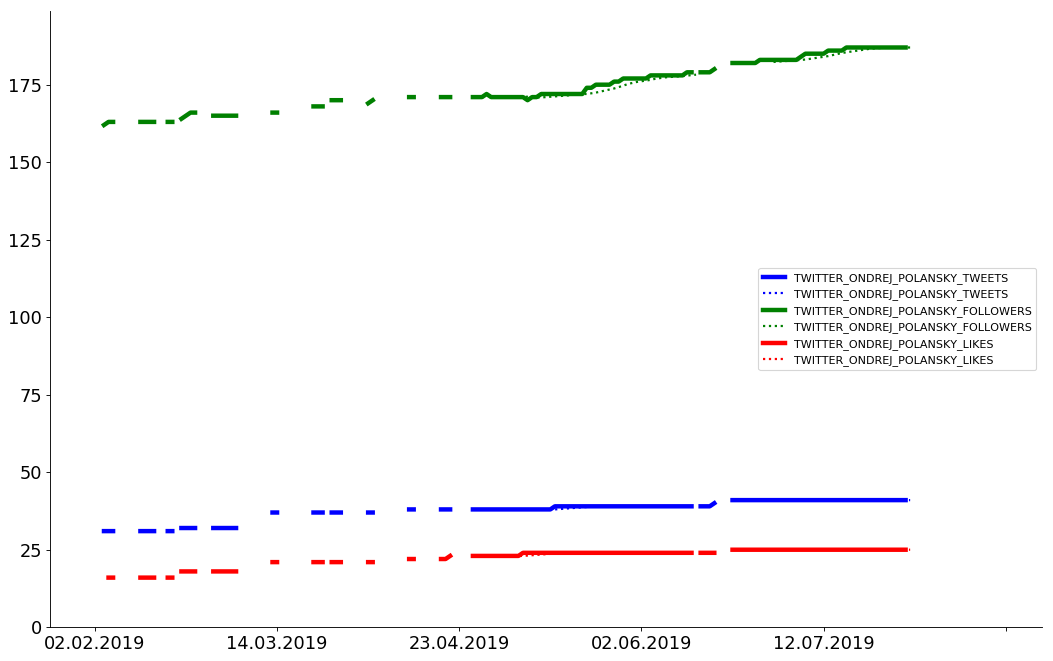 175
150
125
100
75
50
25
0
TWITTER_ONDREJ_POLANSKY_TWEETS
TWITTER_ONDREJ_POLANSKY_TWEETS
TWITTER_ONDREJ_POLANSKY_FOLLOWERS
TWITTER_ONDREJ_POLANSKY_FOLLOWERS
TWITTER_ONDREJ_POLANSKY_LIKES
TWITTER_ONDREJ_POLANSKY_LIKES
02.02.2019 14.03.2019 23.04.2019 02.06.2019 12.07.2019